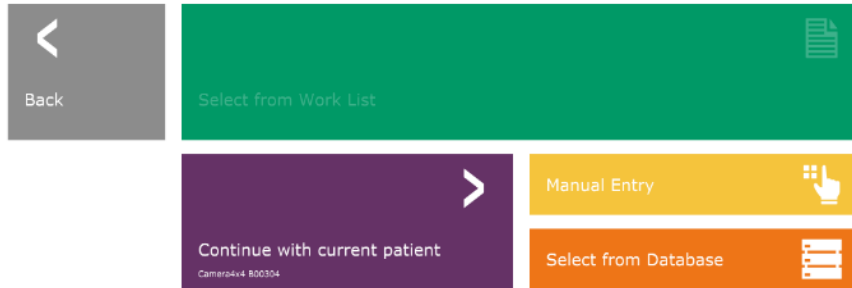 Back
Select from Work List
Continue with current patient
Camera4x4 B00304
Manual Entry
Select from Database